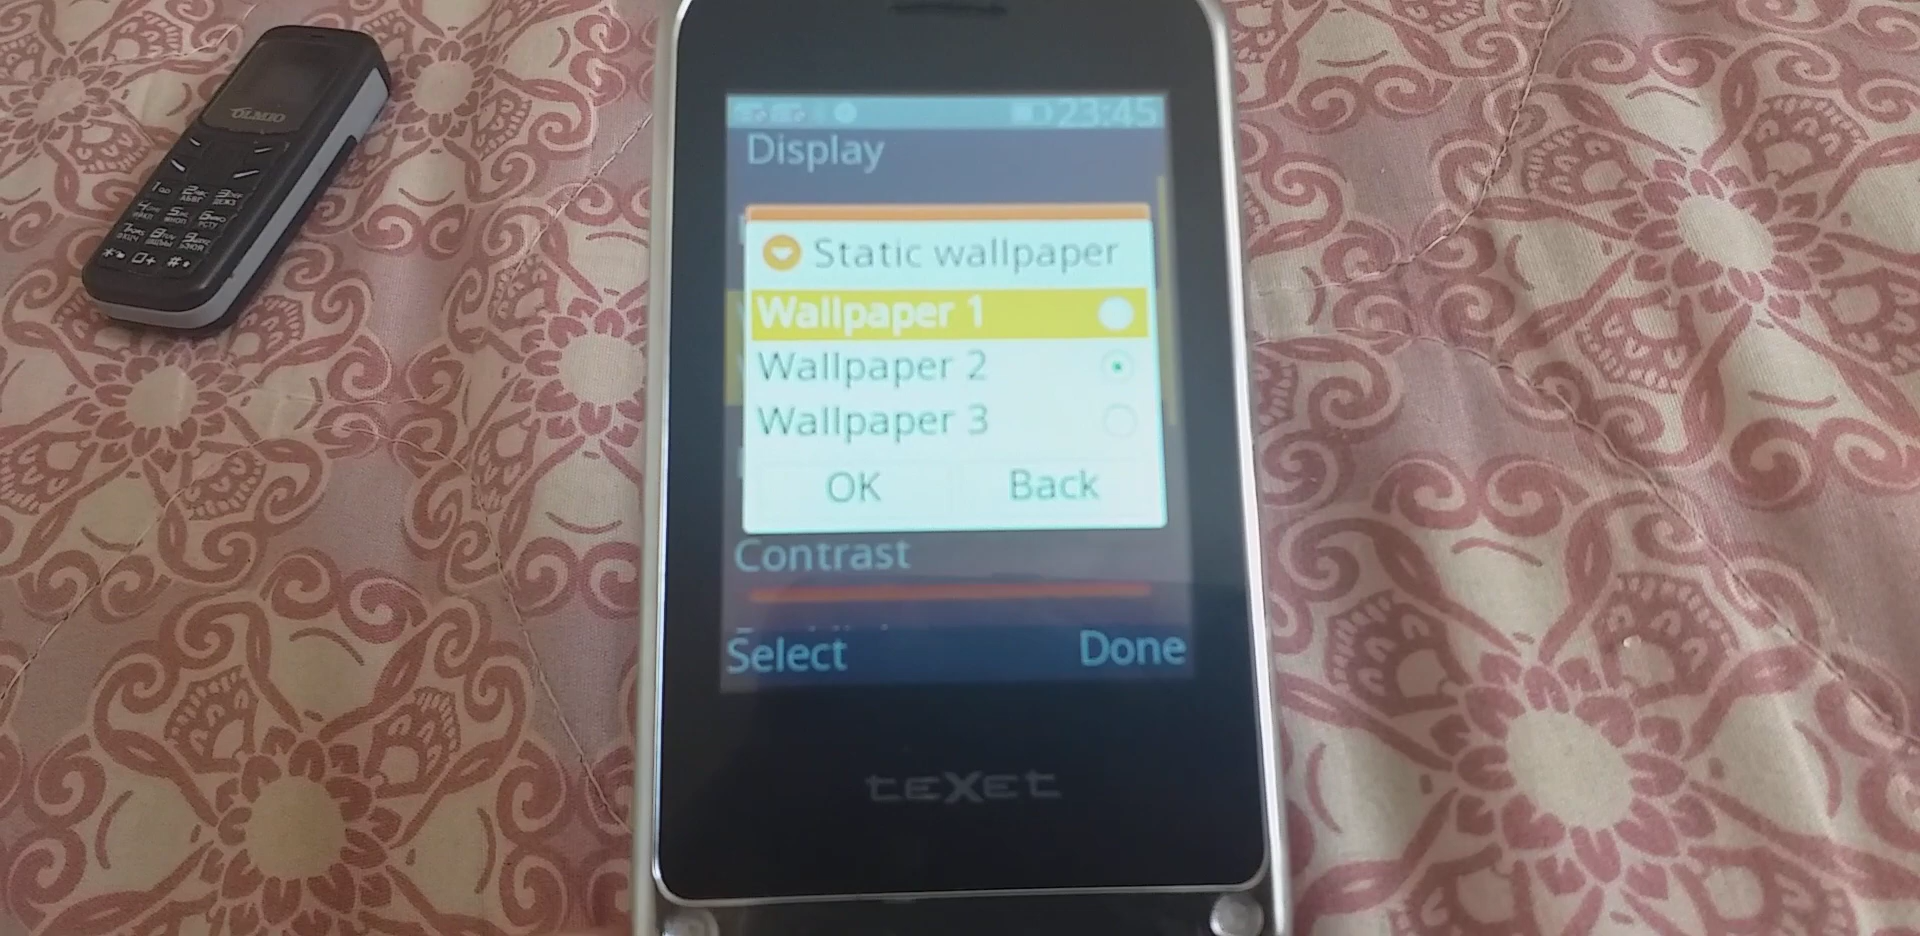 OLMIO
23:45
Display
Static wallpaper
Wallpaper 1
Wallpaper 2
Wallpaper 3
OK Back
Contrast
Select Done
teXet